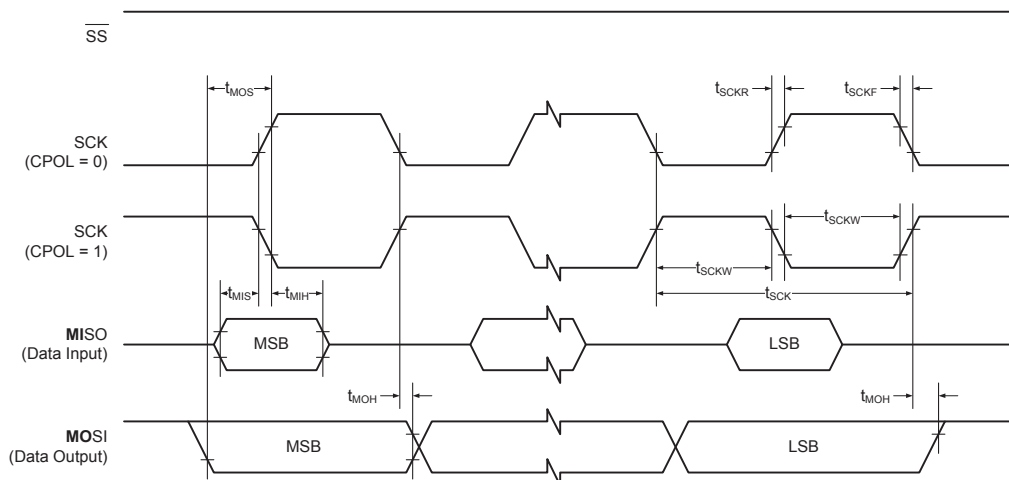 SS
tMOS
tSCKR
tSCKF
SCK
(CPOL = 0)
SCK
(CPOL = 1)
tSCKW
tSCKW
tSCK
tMIS
tMIH
MISO
(Data Input)
MSB
LSB
tMOH
tMOH
MOSI
(Data Output)
MSB
LSB